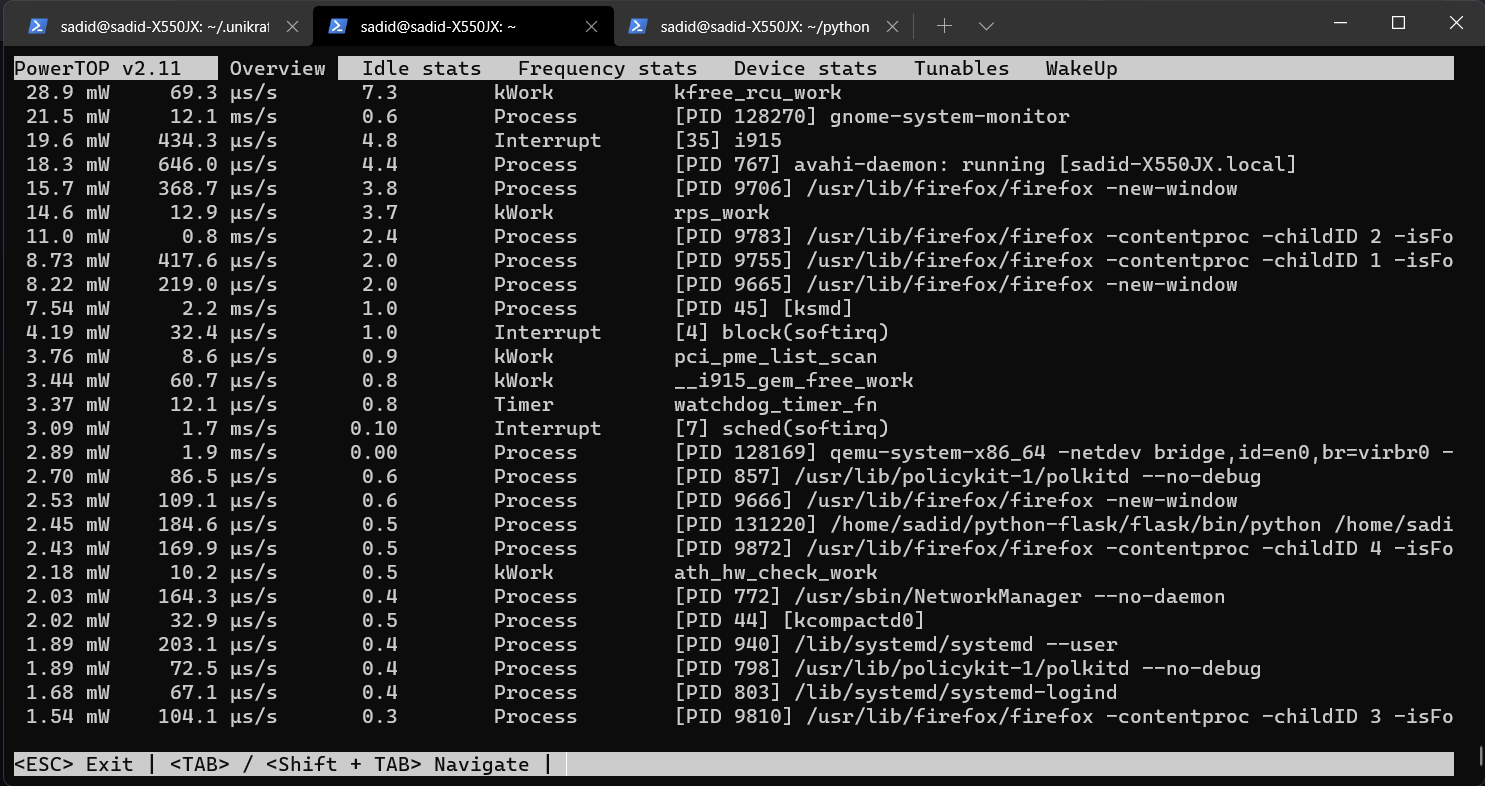 sadid@sadid-X550JX: ~/.unikraf
sadid@sadid-X550JX: ~
sadid@sadid-X550JX: ~/python
PowerTOP v2.11 Overview Idle stats Frequency stats Device stats Tunables WakeUp
28.9 mW 69.3 µs/s 7.3 kWork kfree_rcu_work
21.5 mW 12.1 ms/s 0.6 Process [PID 128270] gnome-system-monitor
19.6 mW 434.3 µs/s 4.8 Interrupt [35] i915
18.3 mW 646.0 µs/s 4.4 Process [PID 767] avahi-daemon: running [sadid-X550JX.local]
15.7 mW 368.7 µs/s 3.8 Process [PID 9706] /usr/lib/firefox/firefox -new-window
14.6 mW 12.9 µs/s 3.7 kWork rps_work
11.0 mW 0.8 ms/s 2.4 Process [PID 9783] /usr/lib/firefox/firefox -contentproc -childID 2 -isFo
8.73 mW 417.6 µs/s 2.0 Process [PID 9755] /usr/lib/firefox/firefox -contentproc -childID 1 -isFo
8.22 mW 219.0 µs/s 2.0 Process [PID 9665] /usr/lib/firefox/firefox -new-window
7.54 mW 2.2 ms/s 1.0 Process [PID 45] [ksmd]
4.19 mW 32.4 µs/s 1.0 Interrupt [4] block(softirq)
3.76 mW 8.6 µs/s 0.9 kWork pci_pme_list_scan
3.44 mW 60.7 µs/s 0.8 kWork __i915_gem_free_work
3.37 mW 12.1 µs/s 0.8 Timer watchdog_timer_fn
3.09 mW 1.7 ms/s 0.10 Interrupt [7] sched(softirq)
2.89 mW 1.9 ms/s 0.00 Process [PID 128169] qemu-system-x86_64 -netdev bridge,id=en0,br=virbr0 -
2.70 mW 86.5 µs/s 0.6 Process [PID 857] /usr/lib/policykit-1/polkitd --no-debug
2.53 mW 109.1 µs/s 0.6 Process [PID 9666] /usr/lib/firefox/firefox -new-window
2.45 mW 184.6 µs/s 0.5 Process [PID 131220] /home/sadid/python-flask/flask/bin/python /home/sadi
2.43 mW 169.9 µs/s 0.5 Process [PID 9872] /usr/lib/firefox/firefox -contentproc -childID 4 -isFo
2.18 mW 10.2 µs/s 0.5 kWork ath_hw_check_work
2.03 mW 164.3 µs/s 0.4 Process [PID 772] /usr/sbin/NetworkManager --no-daemon
2.02 mW 32.9 µs/s 0.5 Process [PID 44] [kcompactd0]
1.89 mW 203.1 µs/s 0.4 Process [PID 940] /lib/systemd/systemd --user
1.89 mW 72.5 µs/s 0.4 Process [PID 798] /usr/lib/policykit-1/polkitd --no-debug
1.68 mW 67.1 µs/s 0.4 Process [PID 803] /lib/systemd/systemd-logind
1.54 mW 104.1 µs/s 0.3 Process [PID 9810] /usr/lib/firefox/firefox -contentproc -childID 3 -isFo
<ESC> Exit | <TAB> / <Shift + TAB> Navigate |